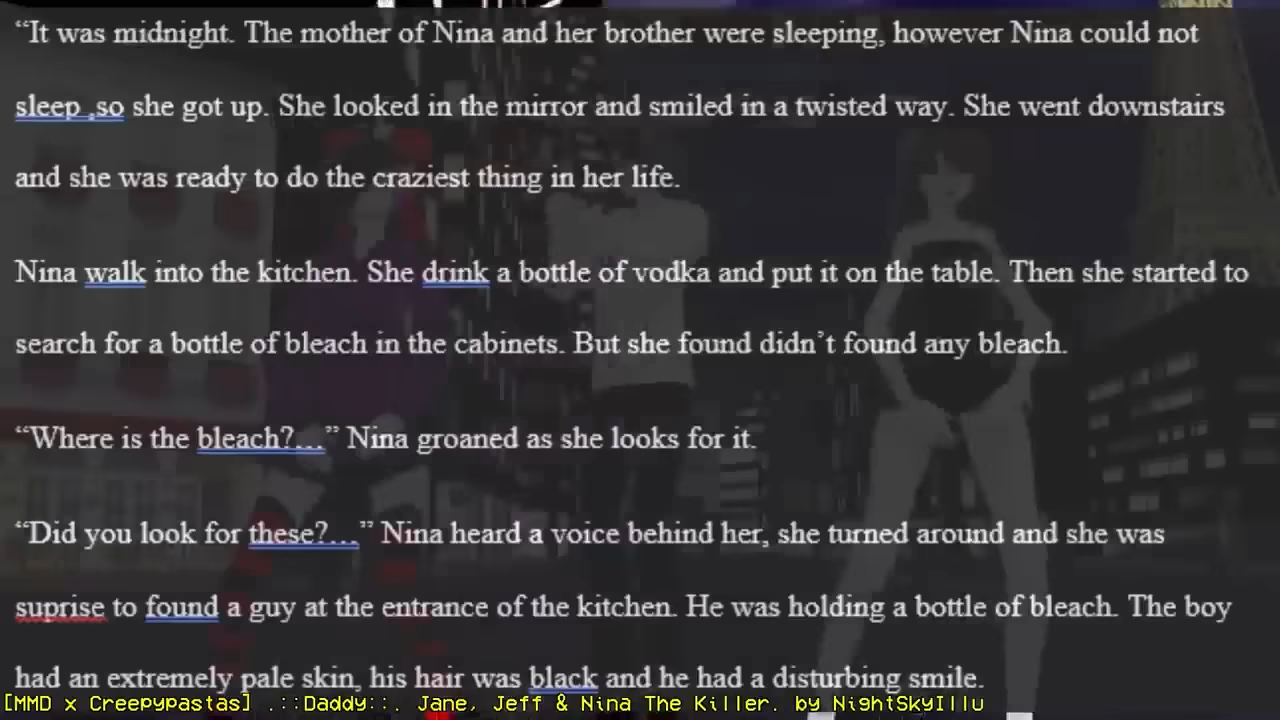 “It was midnight. The mother of Nina and her brother were sleeping, however Nina could not
sleep ,so she got up. She looked in the mirror and smiled in a twisted way. She went downstairs
and she was ready to do the craziest thing in her life.
Nina walk into the kitchen. She drink a bottle of vodka and put it on the table. Then she started to
search for a bottle of bleach in the cabinets. But she found didn’t found any bleach.
“Where is the bleach?…” Nina groaned as she looks for it.
“Did you look for these?…” Nina heard a voice behind her, she turned around and she was
suprise to found a guy at the entrance of the kitchen. He was holding a bottle of bleach. The boy
had an extremely pale skin, his hair was black and he had a disturbing smile.
[MMD x Creepypastas] .::Daddy::. Jane, Jeff & Nina The Killer. by NightSkyIllu